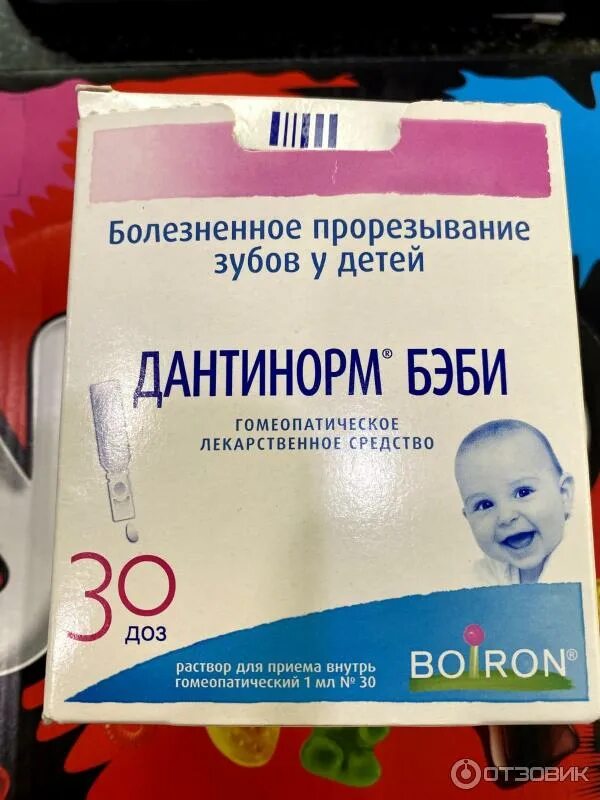 Болезненное прорезывание
зубов у детей
ДАНТИНОРМ® БЭБИ
ГОМЕОПАТИЧЕСКОЕ
ЛЕКАРСТВЕННОЕ СРЕДСТВО
30
доз
раствор для приема внутрь
гомеопатический 1 мл № 30
BOIRON®
ОТЗОВИК